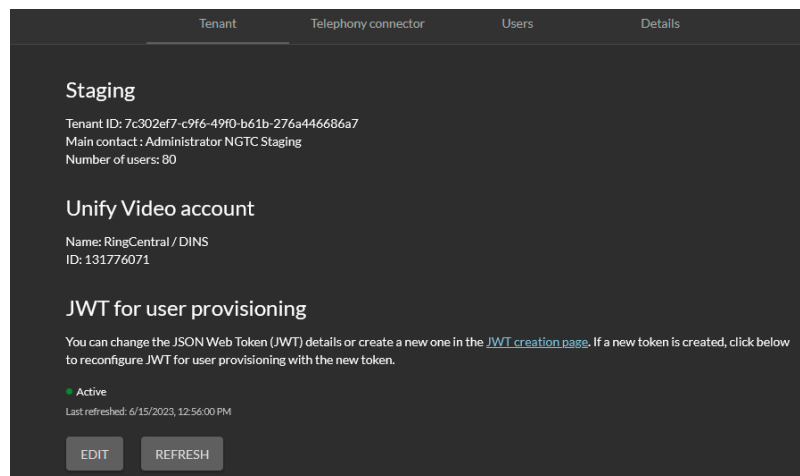 Tenant Telephony connector Users Details
Staging
Tenant ID: 7c302ef7-c9f6-49f0-b61b-276a446686a7
Main contact : Administrator NGTC Staging
Number of users: 80
Unify Video account
Name: RingCentral / DINS
ID: 131776071
JWT for user provisioning
You can change the JSON Web Token (JWT) details or create a new one in the JWT creation page. If a new token is created, click below
to reconfigure JWT for user provisioning with the new token.
Active
Last refreshed: 6/15/2023, 12:56:00 PM
EDIT REFRESH